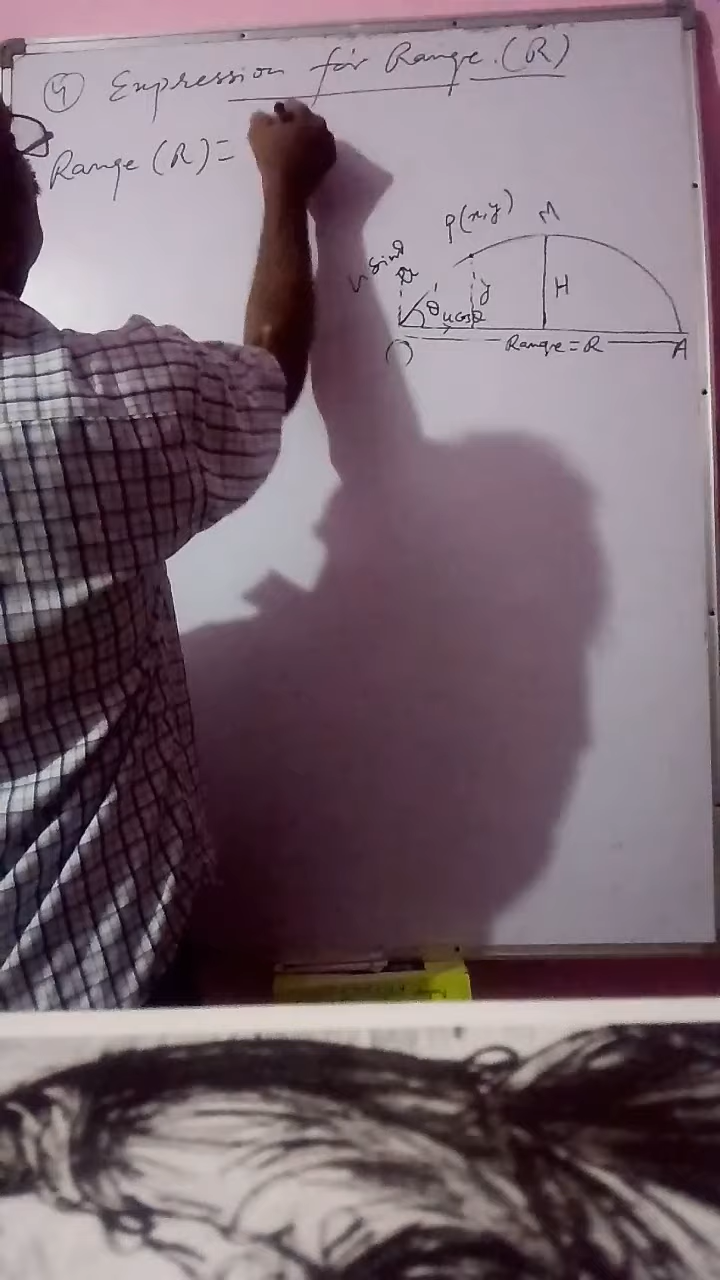 ④ Expression for Range. (R)
Range (R) =
P(x,y)
M
u sinθ
u
y
H
θ
u cosθ
O
Range = R
A